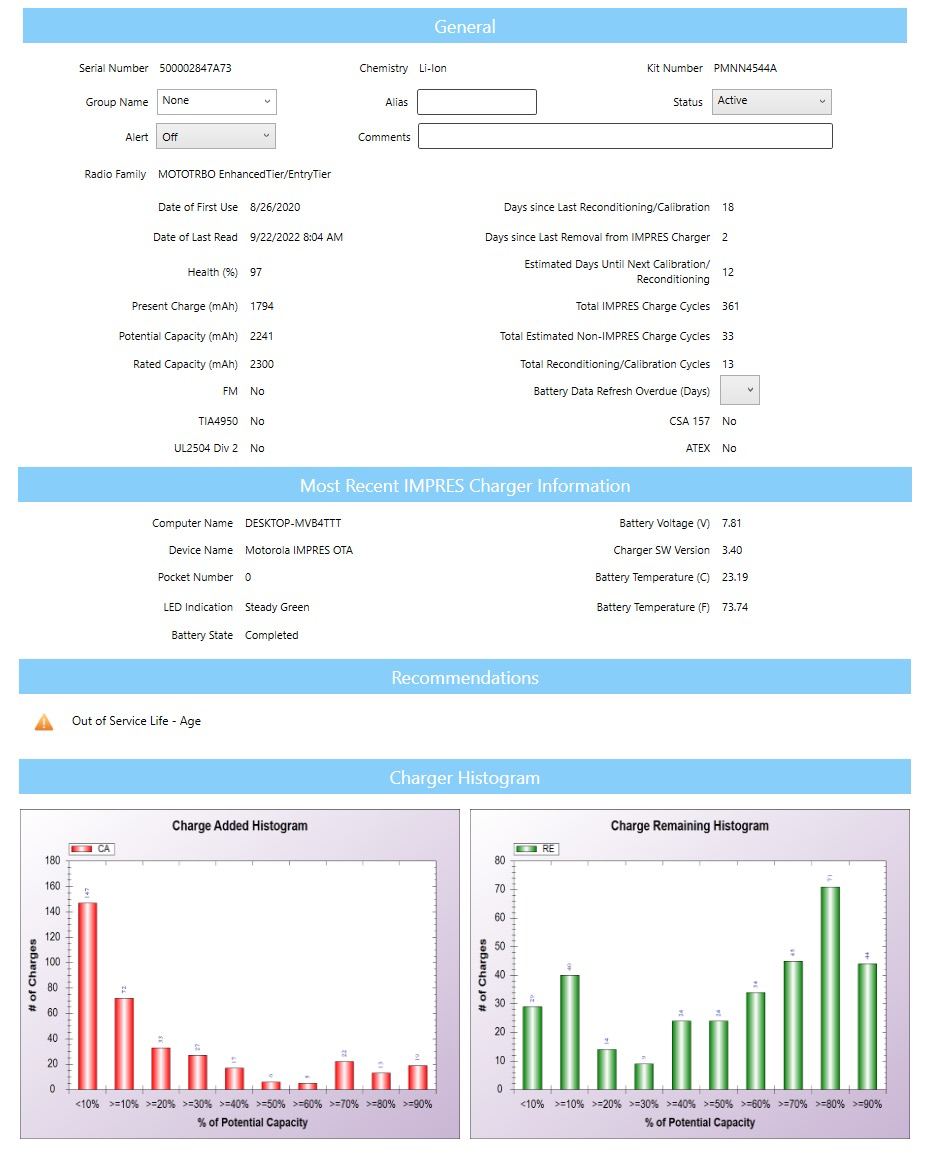 General
Serial Number 500002847A73 Chemistry Li-Ion Kit Number PMNN4544A
Group Name None Alias Status Active
Alert Off Comments
Radio Family MOTOTRBO EnhancedTier/EntryTier
Date of First Use 8/26/2020 Days since Last Reconditioning/Calibration 18
Date of Last Read 9/22/2022 8:04 AM Days since Last Removal from IMPRES Charger 2
Health (%) 97 Estimated Days Until Next Calibration/
Reconditioning 12
Present Charge (mAh) 1794 Total IMPRES Charge Cycles 361
Potential Capacity (mAh) 2241 Total Estimated Non-IMPRES Charge Cycles 33
Rated Capacity (mAh) 2300 Total Reconditioning/Calibration Cycles 13
FM No Battery Data Refresh Overdue (Days)
TIA4950 No CSA 157 No
UL2504 Div 2 No ATEX No
Most Recent IMPRES Charger Information
Computer Name DESKTOP-MVB4TTT Battery Voltage (V) 7.81
Device Name Motorola IMPRES OTA Charger SW Version 3.40
Pocket Number 0 Battery Temperature (C) 23.19
LED Indication Steady Green Battery Temperature (F) 73.74
Battery State Completed
Recommendations
Out of Service Life - Age
Charger Histogram
Charge Added Histogram
CA
180
160
140
120
100
80
60
40
20
0
# of Charges
147 72 33 27 17 6 5 22 13 19
<10% >=10% >=20% >=30% >=40% >=50% >=60% >=70% >=80% >=90%
% of Potential Capacity
Charge Remaining Histogram
RE
80
70
60
50
40
30
20
10
0
# of Charges
29 40 14 9 24 24 34 45 71 44
<10% >=10% >=20% >=30% >=40% >=50% >=60% >=70% >=80% >=90%
% of Potential Capacity